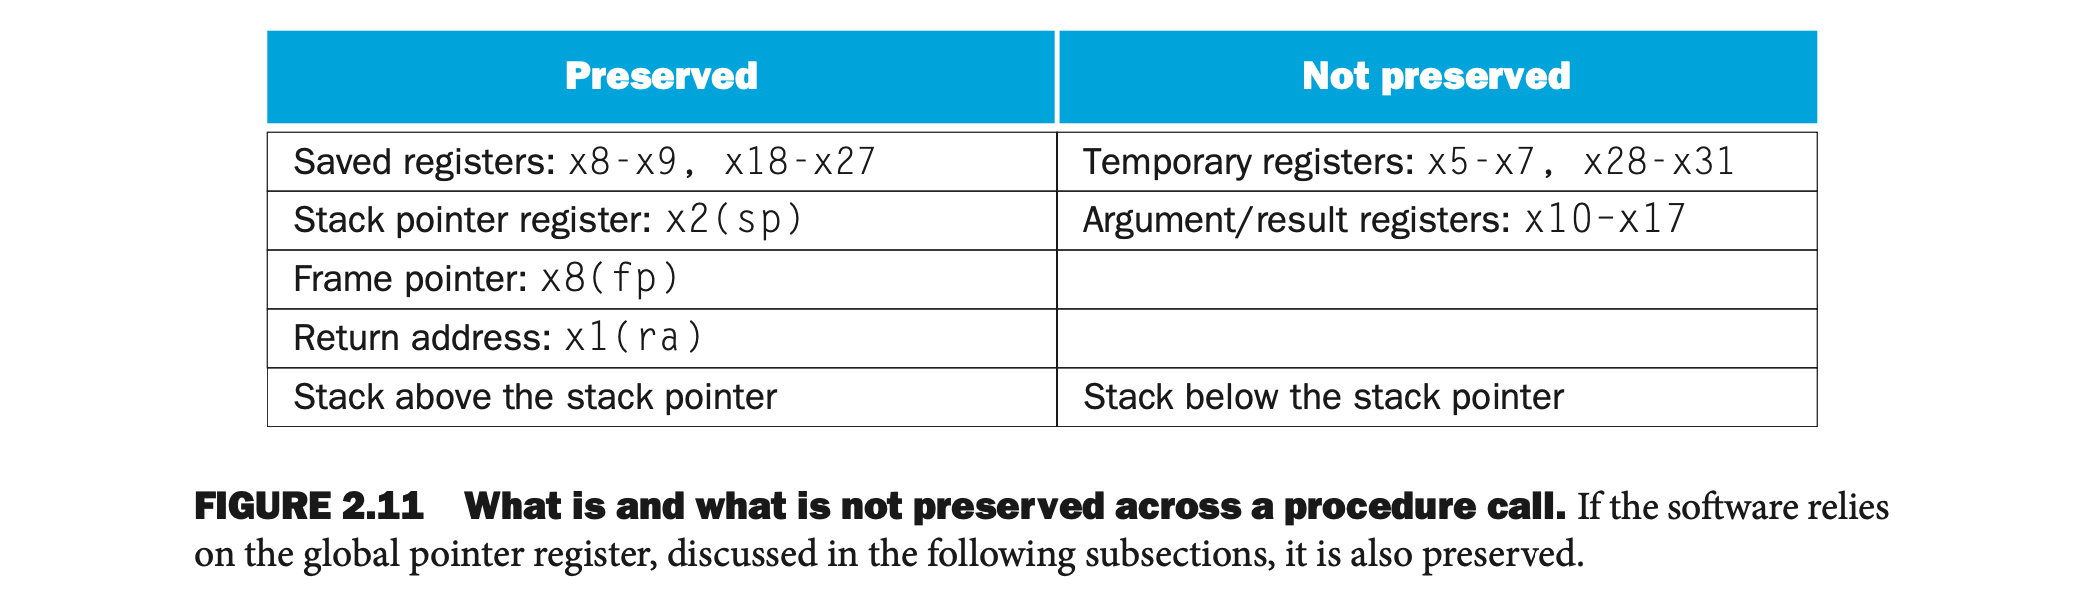 Preserved Not preserved
Saved registers: x8-x9, x18-x27 Temporary registers: x5-x7, x28-x31
Stack pointer register: x2(sp) Argument/result registers: x10–x17
Frame pointer: x8(fp)
Return address: x1(ra)
Stack above the stack pointer Stack below the stack pointer
FIGURE 2.11 What is and what is not preserved across a procedure call. If the software relies
on the global pointer register, discussed in the following subsections, it is also preserved.